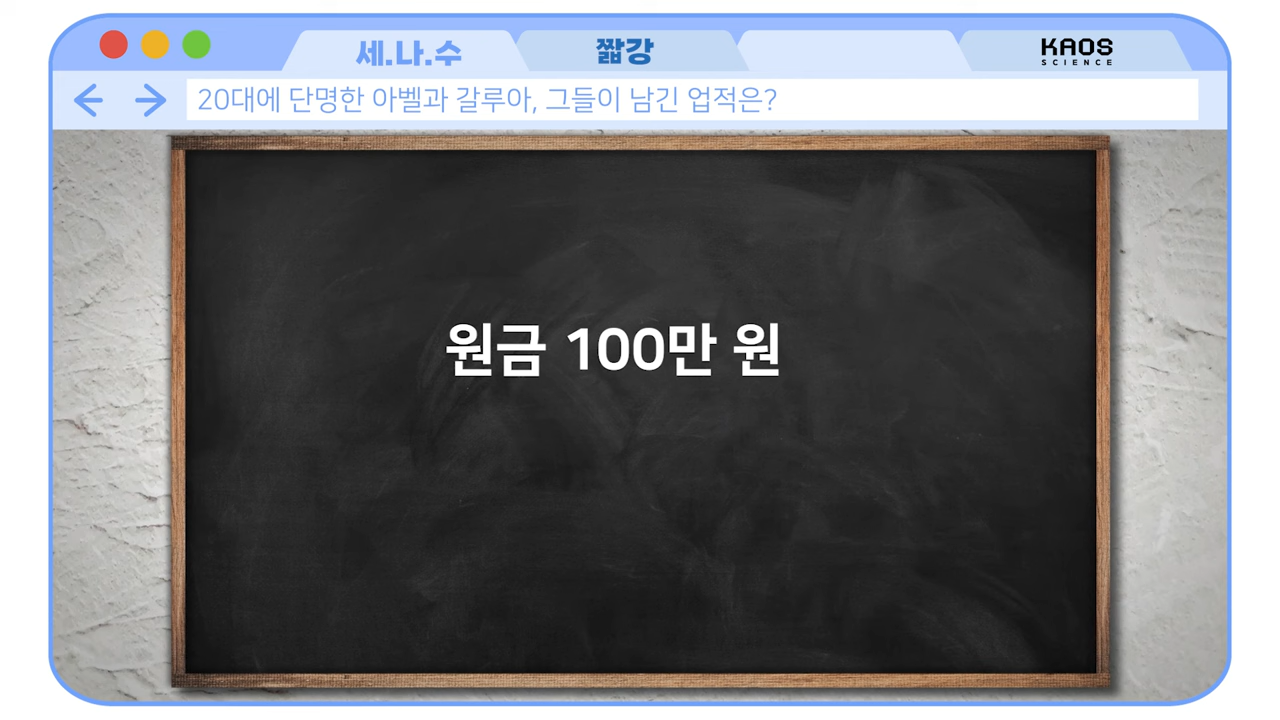 세.나.수
짧강
KAOS
SCIENCE
20대에 단명한 아벨과 갈루아, 그들이 남긴 업적은?
원금 100만 원